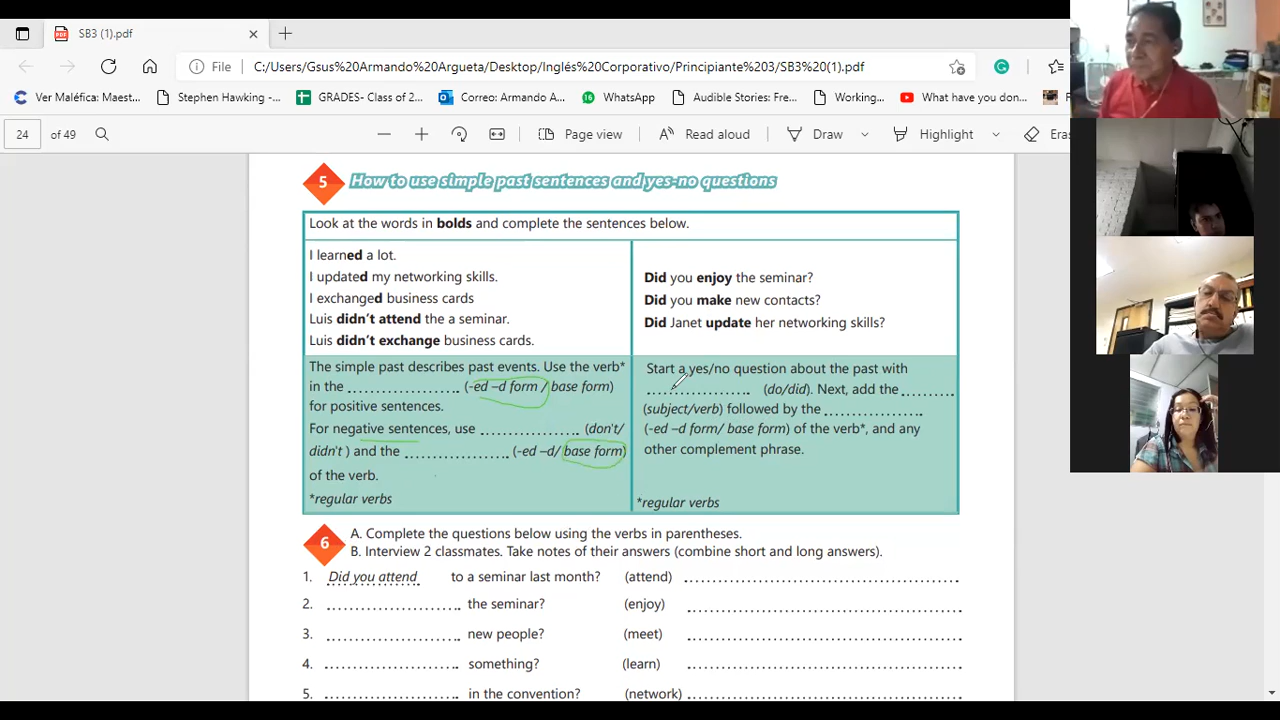 SB3 (1).pdf
File C:/Users/Gsus%20Armando%20Argueta/Desktop/Inglés%20Corporativo/Principiante%203/SB3%20(1).pdf
Ver Maléfica: Maest... Stephen Hawking -... GRADES- Class of 2... Correo: Armando A... 16 WhatsApp Audible Stories: Fre... Working... What have you don...
24 of 49 Page view Read aloud Draw Highlight Eras
5 How to use simple past sentences and yes-no questions
Look at the words in bolds and complete the sentences below.
I learned a lot.
I updated my networking skills.
I exchanged business cards
Luis didn't attend the a seminar.
Luis didn't exchange business cards.
Did you enjoy the seminar?
Did you make new contacts?
Did Janet update her networking skills?
The simple past describes past events. Use the verb*
in the ........................ (-ed –d form / base form)
for positive sentences.
For negative sentences, use ..................... (don't/
didn't ) and the ...................... (-ed –d/ base form)
of the verb.
*regular verbs
Start a yes/no question about the past with
...................... (do/did). Next, add the ...........
(subject/verb) followed by the .....................
(-ed –d form/ base form) of the verb*, and any
other complement phrase.
*regular verbs
6 A. Complete the questions below using the verbs in parentheses.
B. Interview 2 classmates. Take notes of their answers (combine short and long answers).
1. Did you attend to a seminar last month? (attend) ............................................................
2. ............................ the seminar? (enjoy) ............................................................
3. ............................ new people? (meet) ............................................................
4. ............................ something? (learn) ............................................................
5. ............................ in the convention? (network) ............................................................